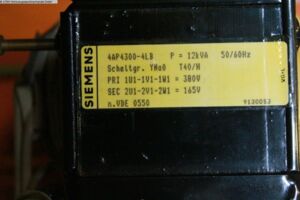 SIEMENS
4AP4300-4LB P = 12kVA 50/60Hz
Schaltgr. YNa0 T40/H
PRI 1U1-1V1-1W1 = 380V
SEC 2U1-2V1-2W1 = 165V
n.VDE 0550
9130052